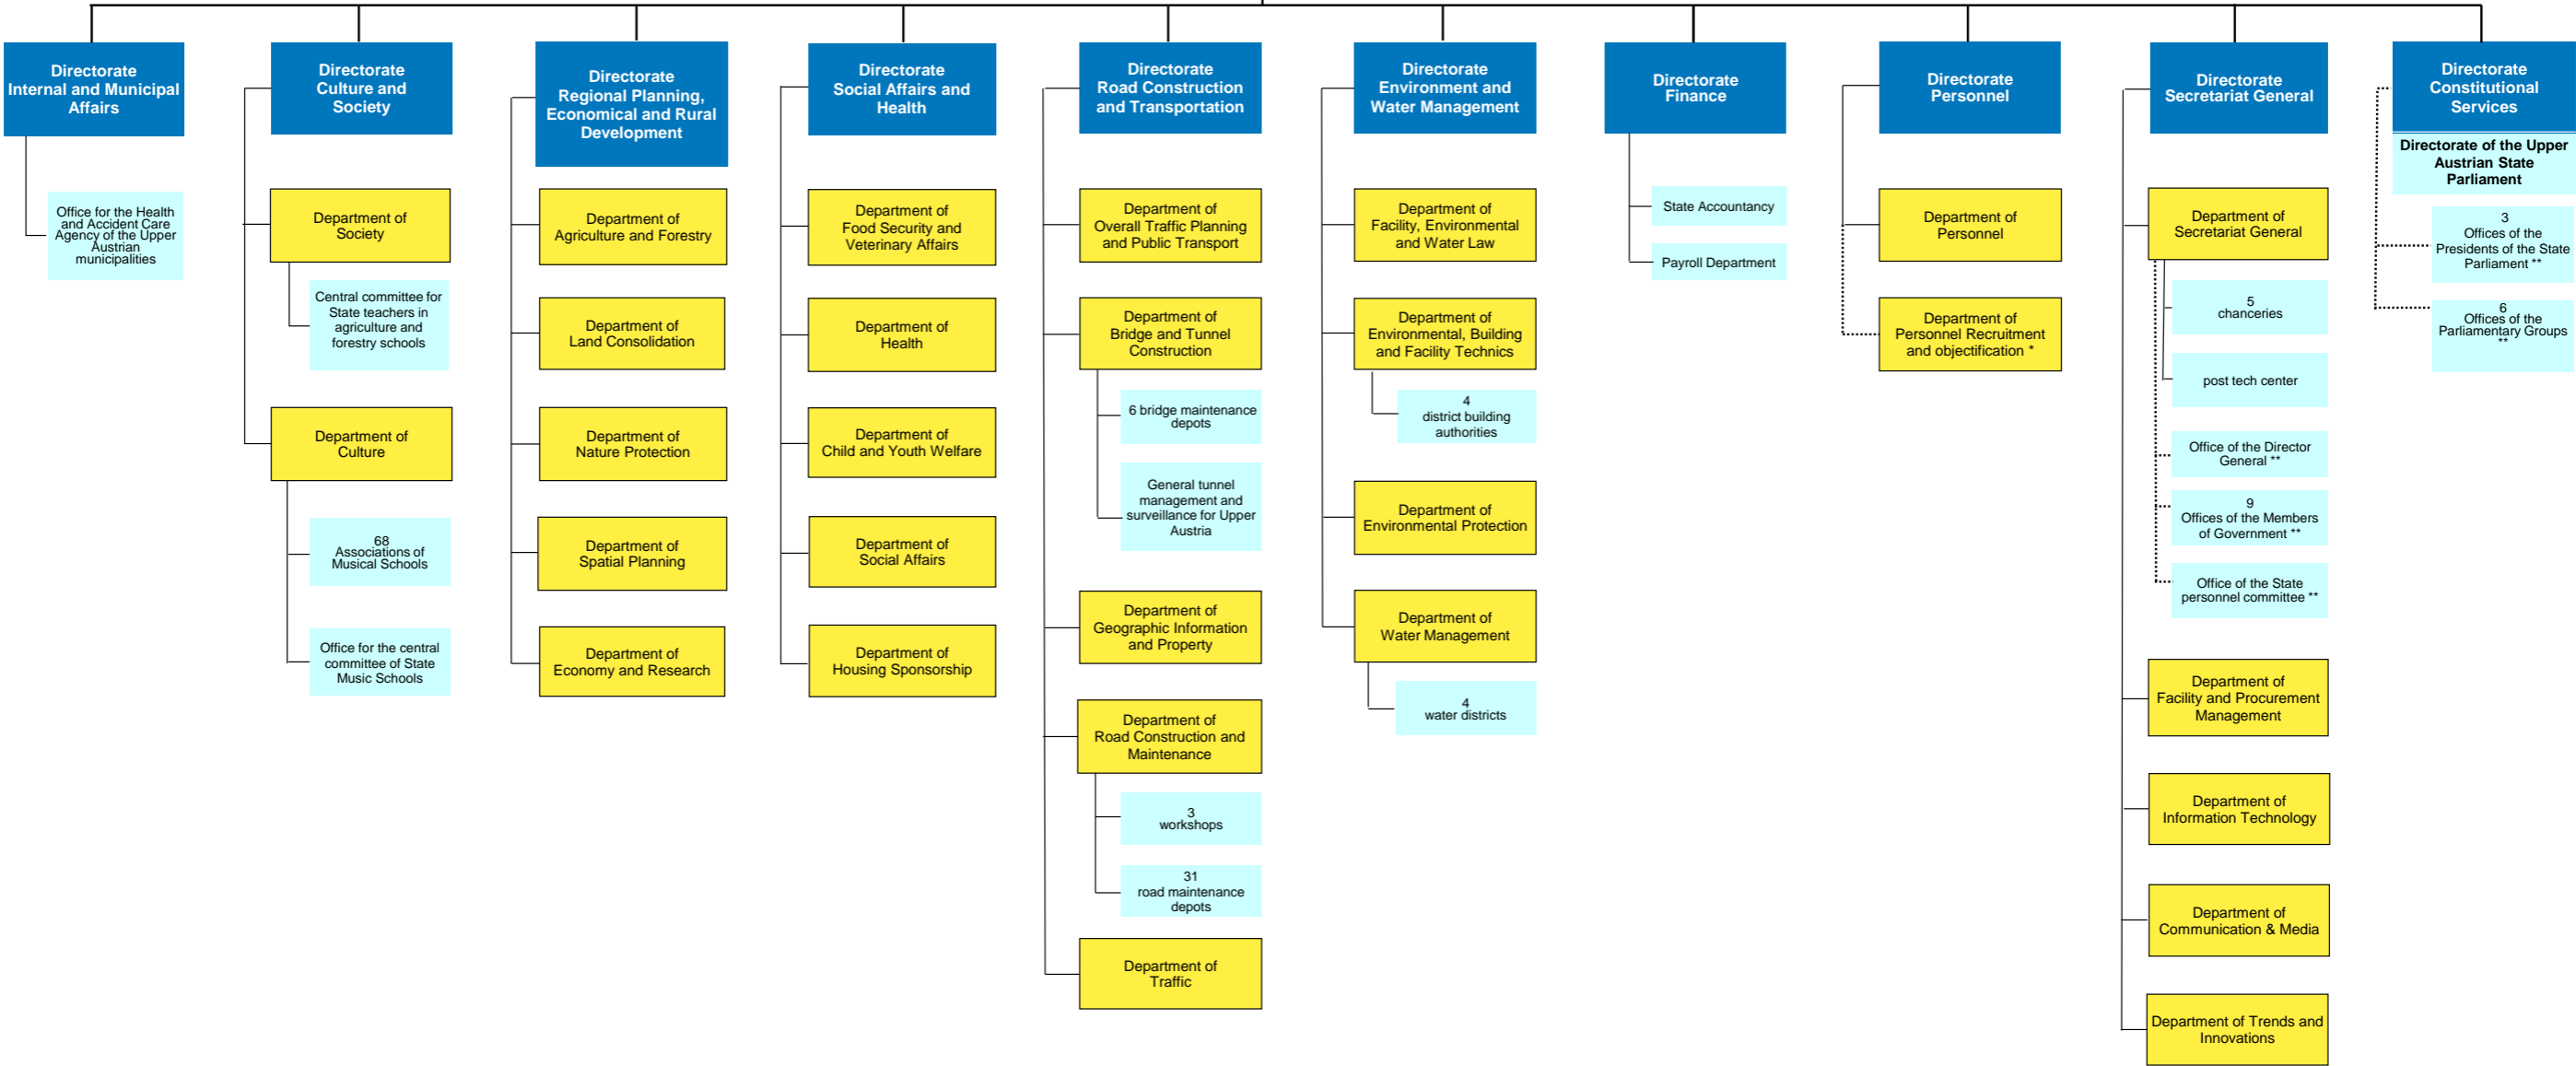 Directorate
Internal and Municipal
Affairs
Office for the Health
and Accident Care
Agency of the Upper
Austrian
municipalities
Directorate
Culture and
Society
Department of
Society
Central committee for
State teachers in
agriculture and
forestry schools
Department of
Culture
68
Associations of
Musical Schools
Office for the central
committee of State
Music Schools
Directorate
Regional Planning,
Economical and Rural
Development
Department of
Agriculture and Forestry
Department of
Land Consolidation
Department of
Nature Protection
Department of
Spatial Planning
Department of
Economy and Research
Directorate
Social Affairs and
Health
Department of
Food Security and
Veterinary Affairs
Department of
Health
Department of
Child and Youth Welfare
Department of
Social Affairs
Department of
Housing Sponsorship
Directorate
Road Construction
and Transportation
Department of
Overall Traffic Planning
and Public Transport
Department of
Bridge and Tunnel
Construction
6 bridge maintenance
depots
General tunnel
management and
surveillance for Upper
Austria
Department of
Geographic Information
and Property
Department of
Road Construction and
Maintenance
3
workshops
31
road maintenance
depots
Department of
Traffic
Directorate
Environment and
Water Management
Department of
Facility, Environmental
and Water Law
Department of
Environmental, Building
and Facility Technics
4
district building
authorities
Department of
Environmental Protection
Department of
Water Management
4
water districts
Directorate
Finance
State Accountancy
Payroll Department
Directorate
Personnel
Department of
Personnel
Department of
Personnel Recruitment
and objectification *
Directorate
Secretariat General
Department of
Secretariat General
5
chanceries
post tech center
Office of the Director
General **
9
Offices of the Members
of Government **
Office of the State
personnel committee **
Department of
Facility and Procurement
Management
Department of
Information Technology
Department of
Communication & Media
Department of Trends and
Innovations
Directorate
Constitutional
Services
Directorate of the Upper
Austrian State
Parliament
3
Offices of the
Presidents of the State
Parliament **
6
Offices of the
Parliamentary Groups
**